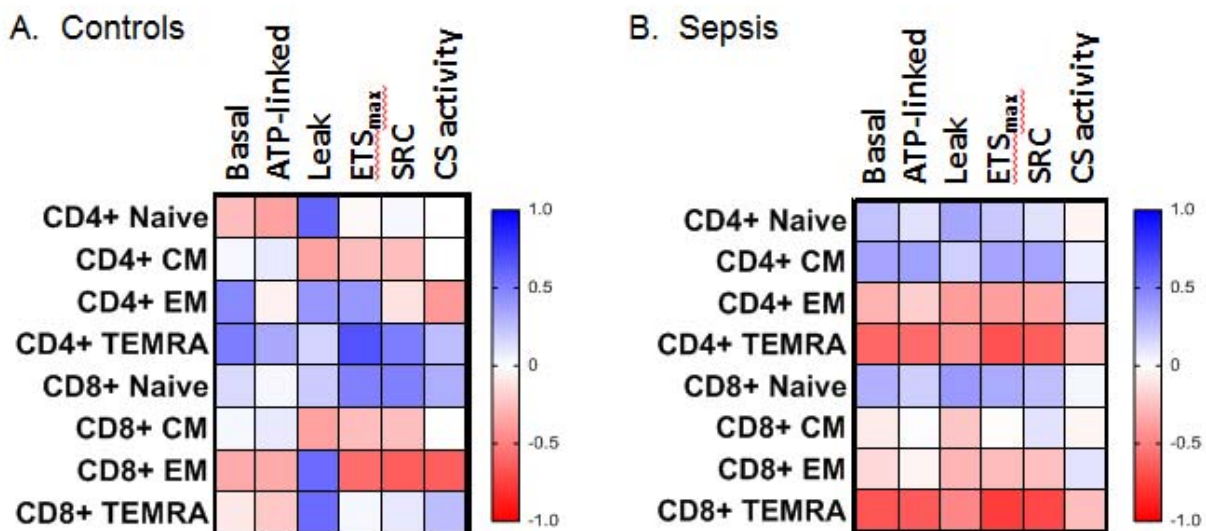 A. Controls
Basal
ATP-linked
Leak
ETSmax
SRC
CS activity
CD4+ Naive
CD4+ CM
CD4+ EM
CD4+ TEMRA
CD8+ Naive
CD8+ CM
CD8+ EM
CD8+ TEMRA
1.0
0.5
0
-0.5
-1.0
B. Sepsis
Basal
ATP-linked
Leak
ETSmax
SRC
CS activity
CD4+ Naive
CD4+ CM
CD4+ EM
CD4+ TEMRA
CD8+ Naive
CD8+ CM
CD8+ EM
CD8+ TEMRA
1.0
0.5
0
-0.5
-1.0